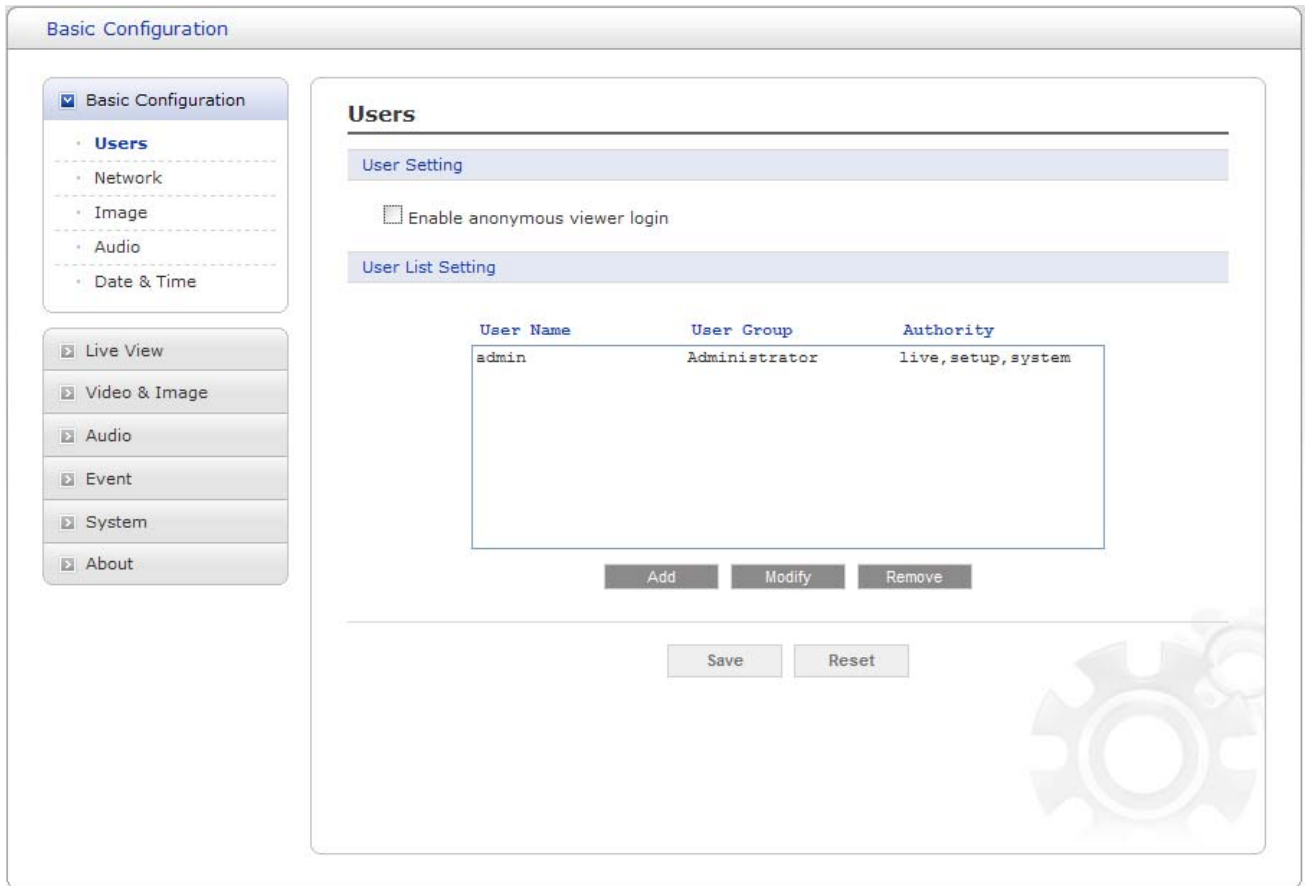 Basic Configuration
Basic Configuration
Users
Network
Image
Audio
Date & Time
Live View
Video & Image
Audio
Event
System
About
Users
User Setting
Enable anonymous viewer login
User List Setting
User Name User Group Authority
admin Administrator live,setup,system
Add Modify Remove
Save Reset